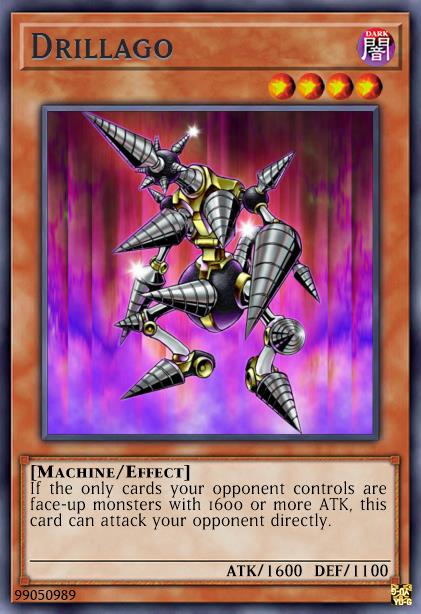 Drillago
DARK
闇
[Machine/Effect]
If the only cards your opponent controls are
face-up monsters with 1600 or more ATK, this
card can attack your opponent directly.
ATK/1600 DEF/1100
99050989